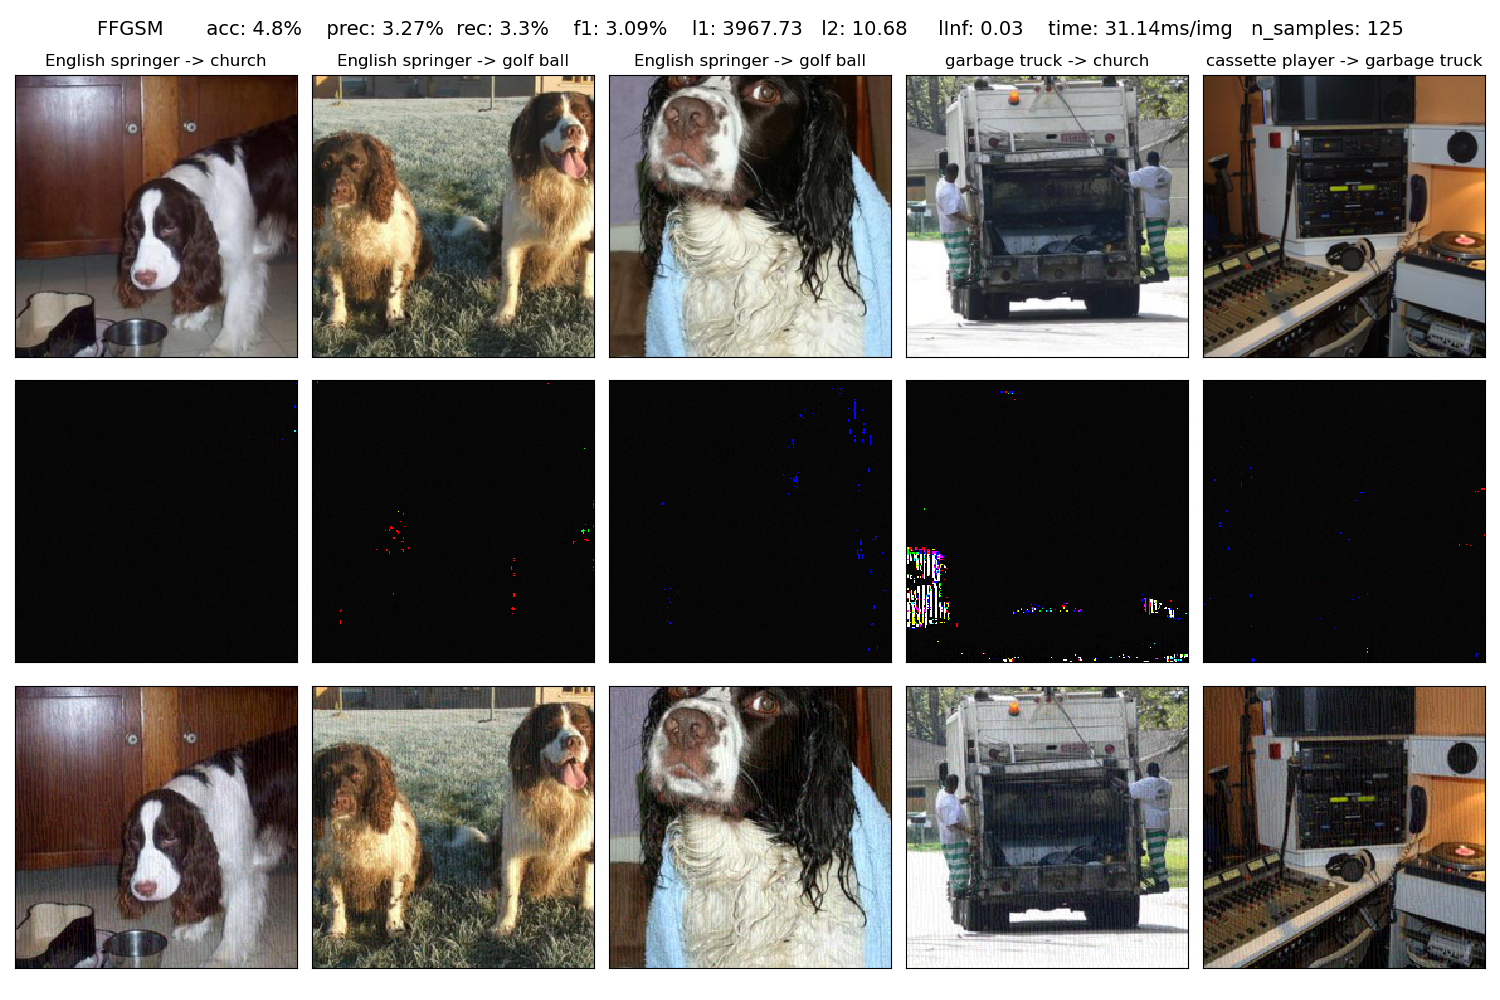 FFGSM acc: 4.8% prec: 3.27% rec: 3.3% f1: 3.09% l1: 3967.73 l2: 10.68 lInf: 0.03 time: 31.14ms/img n_samples: 125
English springer -> church English springer -> golf ball English springer -> golf ball garbage truck -> church cassette player -> garbage truck